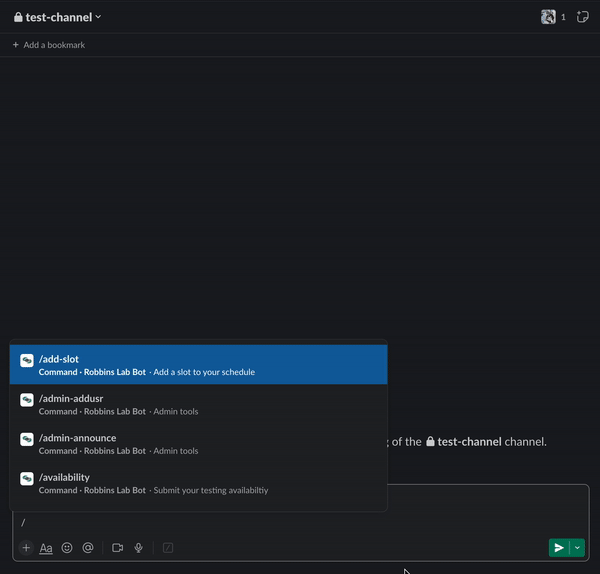 test-channel
1
+ Add a bookmark
/add-slot
Command · Robbins Lab Bot · Add a slot to your schedule
/admin-addusr
Command · Robbins Lab Bot · Admin tools
/admin-announce
Command · Robbins Lab Bot · Admin tools
of the test-channel channel.
/availability
Command · Robbins Lab Bot · Submit your testing availabiltiy
/
Aa